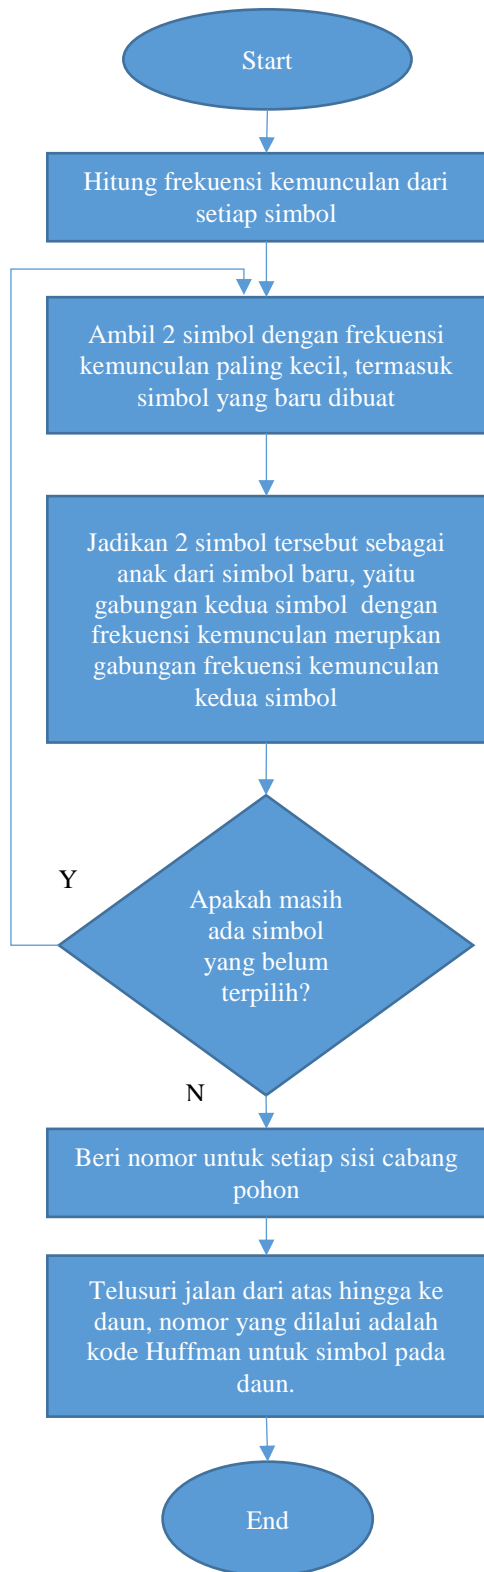 Start
Hitung frekuensi kemunculan dari
setiap simbol
Ambil 2 simbol dengan frekuensi
kemunculan paling kecil, termasuk
simbol yang baru dibuat
Jadikan 2 simbol tersebut sebagai
anak dari simbol baru, yaitu
gabungan kedua simbol  dengan
frekuensi kemunculan merupkan
gabungan frekuensi kemunculan
kedua simbol
Y
Apakah masih
ada simbol
yang belum
terpilih?
N
Beri nomor untuk setiap sisi cabang
pohon
Telusuri jalan dari atas hingga ke
daun, nomor yang dilalui adalah
kode Huffman untuk simbol pada
daun.
End